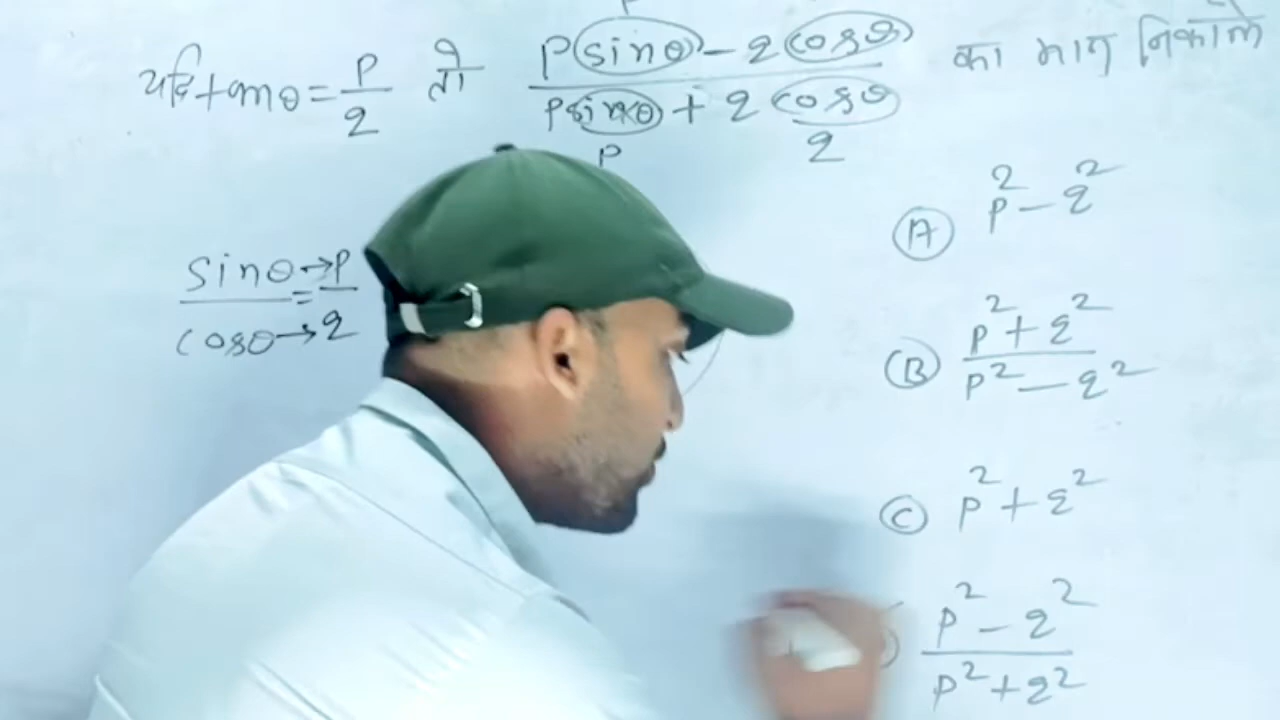 यदि tanθ = p/q तो (p sinθ - q cosθ)/(p sinθ + q cosθ) का मान निकाले
p q
sinθ → p
= 
cosθ → q
(A) p² - q²
(B) (p² + q²)/(p² - q²)
(C) p² + q²
(p² - q²)/(p² + q²)